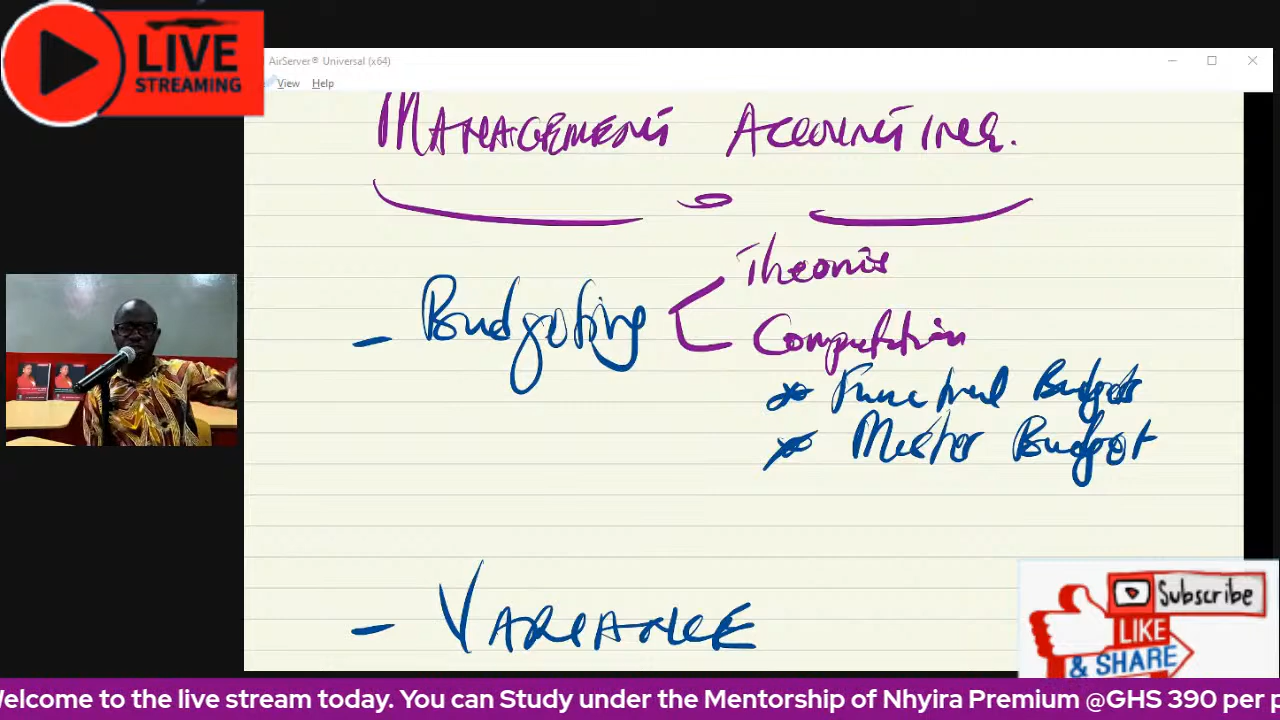 LIVE
STREAMING
AirServer® Universal (x64)
View Help
MANAGEMENT ACCOUNTING.
- Budgeting
Theories
Computation
* Functional Budgets
* Master Budget
- VARIANCE
Subscribe
LIKE
& SHARE
Welcome to the live stream today. You can Study under the Mentorship of Nhyira Premium @GHS 390 per p